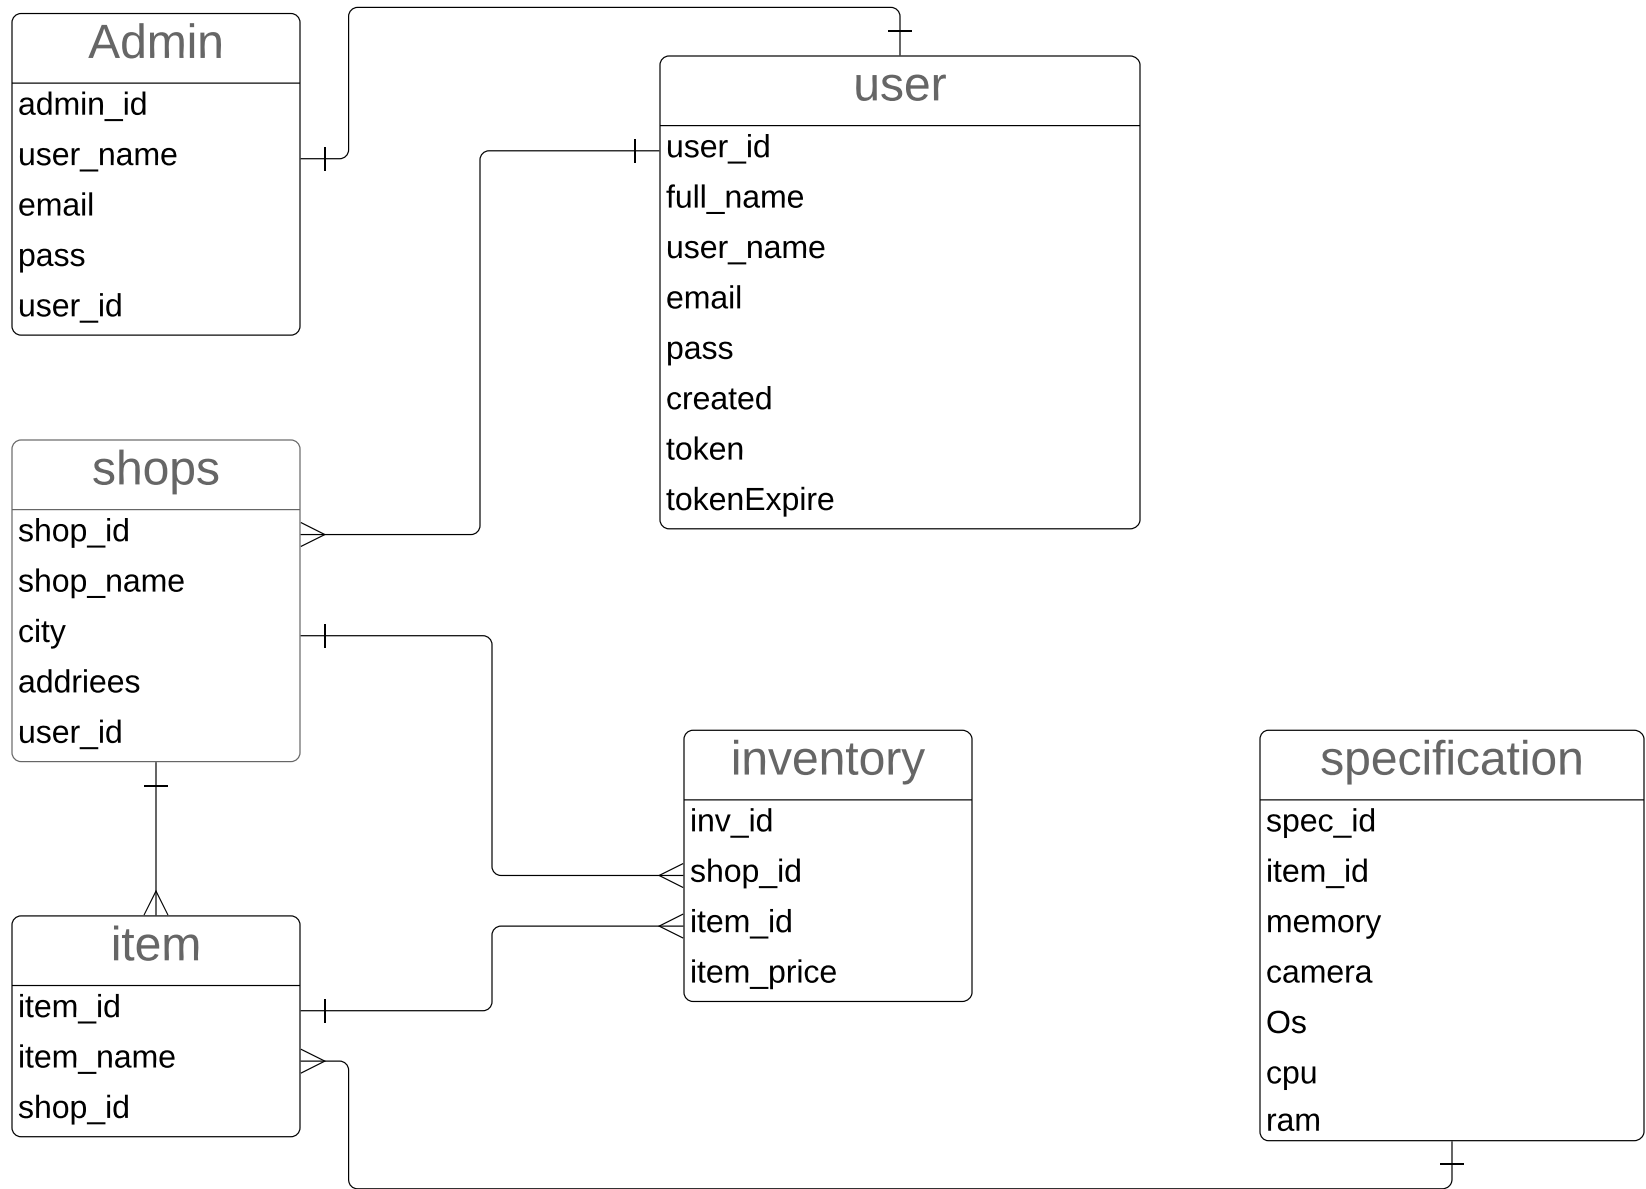 Admin
admin_id
user_name
email
pass
user_id
user
user_id
full_name
user_name
email
pass
created
token
tokenExpire
shops
shop_id
shop_name
city
addriees
user_id
inventory
inv_id
shop_id
item_id
item_price
specification
spec_id
item_id
memory
camera
Os
cpu
ram
item
item_id
item_name
shop_id